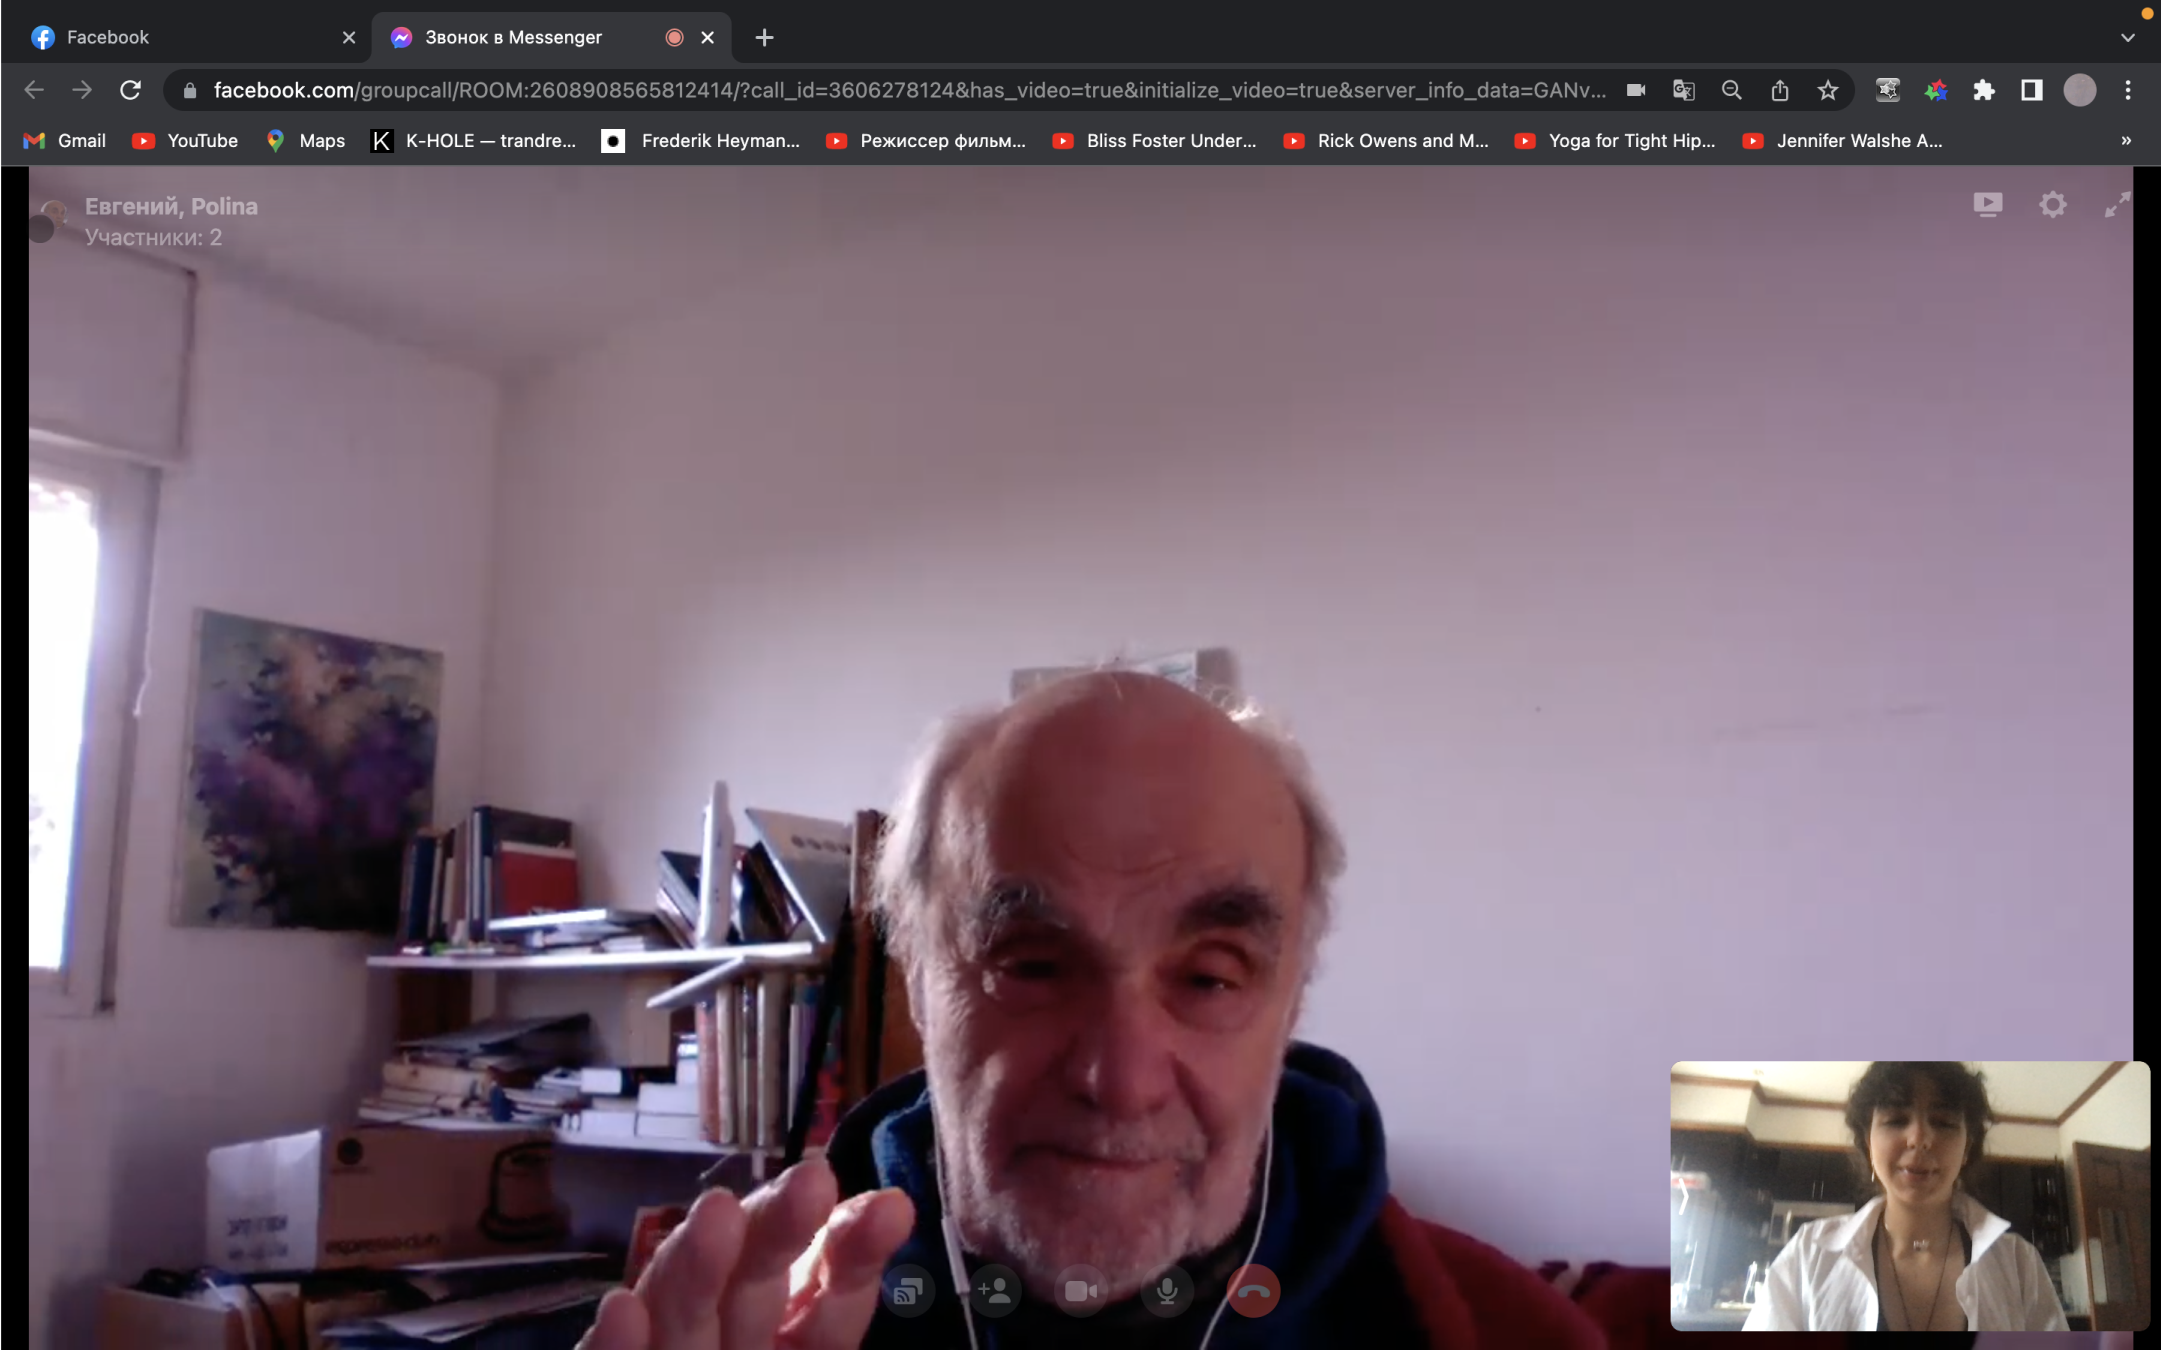 Facebook
Звонок в Messenger
facebook.com/groupcall/ROOM:2608908565812414/?call_id=3606278124&has_video=true&initialize_video=true&server_info_data=GANv...
Gmail
YouTube
Maps
K-HOLE — trandre...
Frederik Heyman...
Режиссер фильм...
Bliss Foster Under...
Rick Owens and M...
Yoga for Tight Hip...
Jennifer Walshe A...
»
Евгений, Polina
Участники: 2